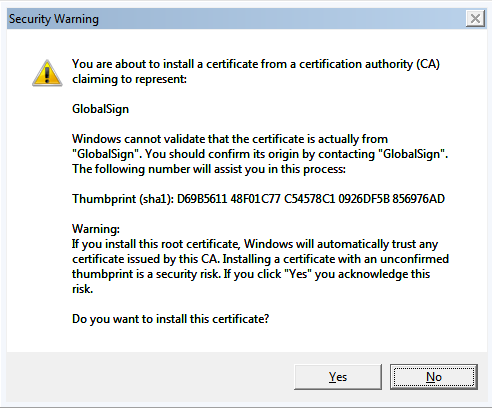 Security Warning
You are about to install a certificate from a certification authority (CA)
claiming to represent:
GlobalSign
Windows cannot validate that the certificate is actually from
"GlobalSign". You should confirm its origin by contacting "GlobalSign".
The following number will assist you in this process:
Thumbprint (sha1): D69B5611 48F01C77 C54578C1 0926DF5B 856976AD
Warning:
If you install this root certificate, Windows will automatically trust any
certificate issued by this CA. Installing a certificate with an unconfirmed
thumbprint is a security risk. If you click "Yes" you acknowledge this
risk.
Do you want to install this certificate?
Yes
No